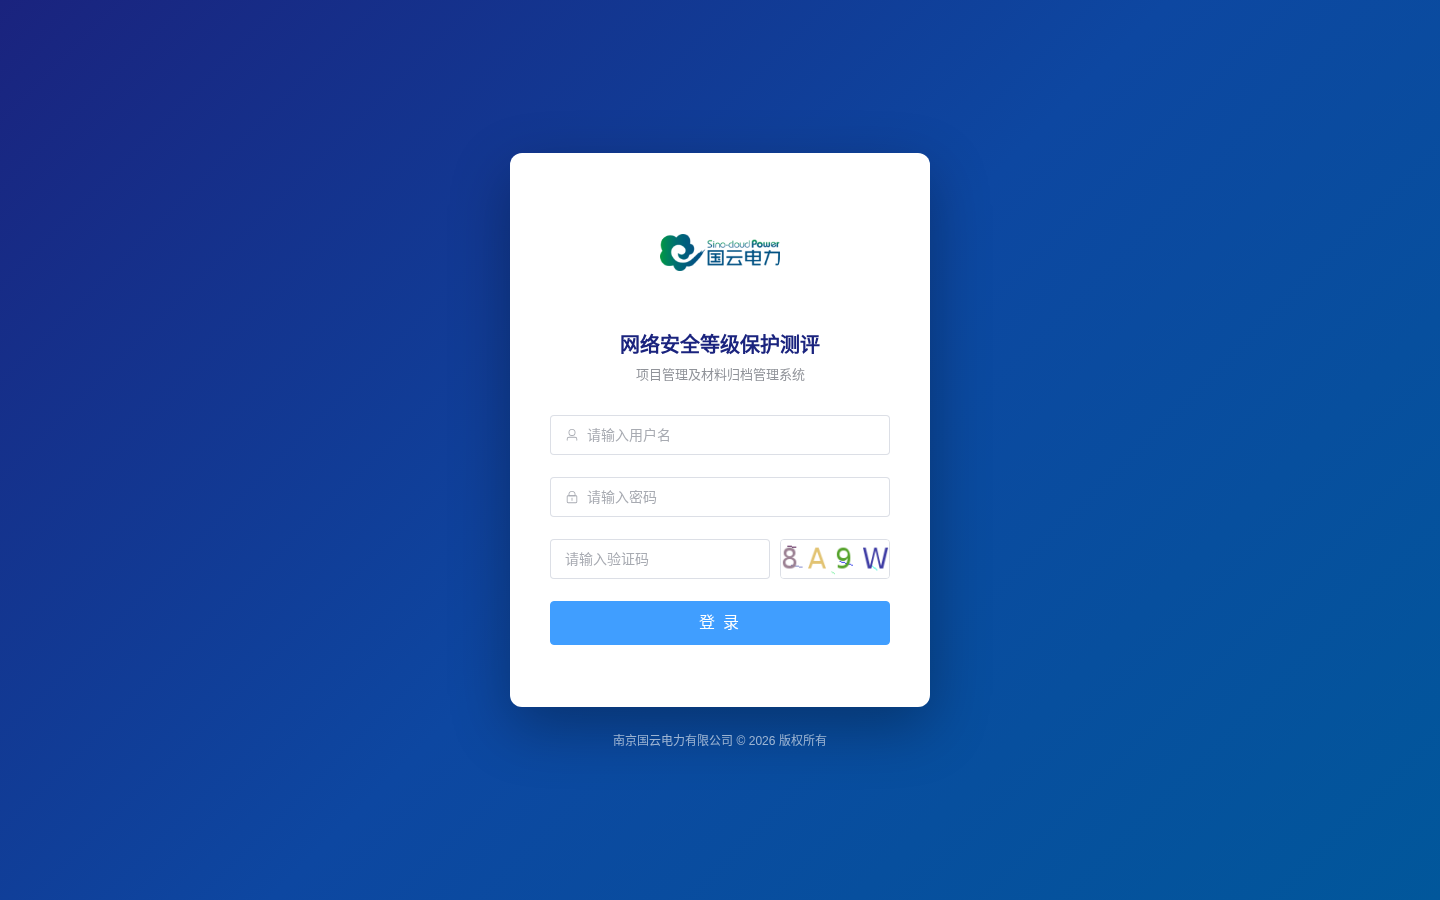 Sino-cloud Power
国云电力
网络安全等级保护测评
项目管理及材料归档管理系统
请输入用户名
请输入密码
请输入验证码
8 A 9 W
登 录
南京国云电力有限公司 © 2026 版权所有